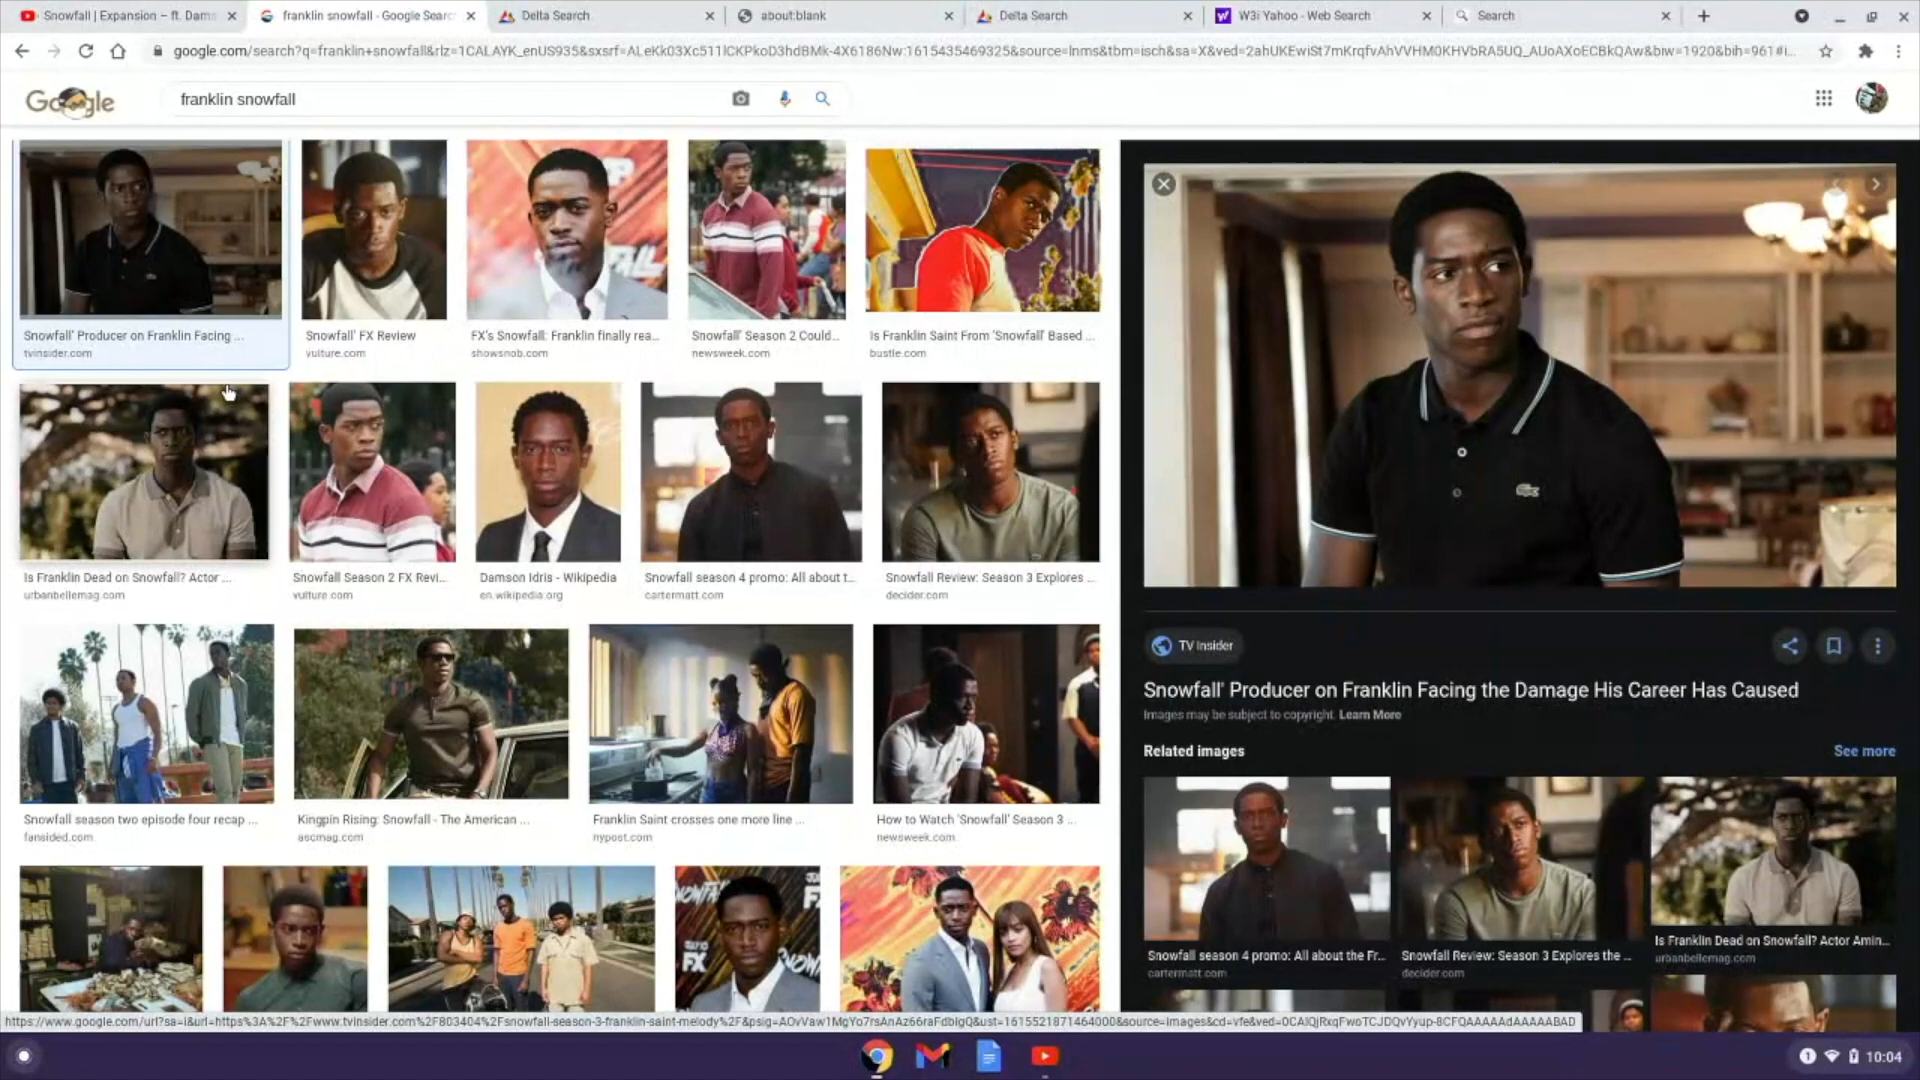 Snowfall | Expansion – ft. Dams
franklin snowfall - Google Searc
Delta Search
about:blank
Delta Search
W3i Yahoo - Web Search
Search
franklin snowfall
Snowfall' Producer on Franklin Facing ...
tvinsider.com
Snowfall' FX Review
vulture.com
FX's Snowfall: Franklin finally rea...
showsnob.com
Snowfall' Season 2 Could...
newsweek.com
Is Franklin Saint From 'Snowfall' Based ...
bustle.com
Is Franklin Dead on Snowfall? Actor ...
urbanbellemag.com
Snowfall Season 2 FX Revi...
vulture.com
Damson Idris - Wikipedia
en.wikipedia.org
Snowfall season 4 promo: All about t...
cartermatt.com
Snowfall Review: Season 3 Explores ...
decider.com
Snowfall season two episode four recap ...
fansided.com
Kingpin Rising: Snowfall - The American ...
ascmag.com
Franklin Saint crosses one more line ...
nypost.com
How to Watch 'Snowfall' Season 3 ...
newsweek.com
TV Insider
Snowfall' Producer on Franklin Facing the Damage His Career Has Caused
Images may be subject to copyright. Learn More
Related images
See more
Snowfall season 4 promo: All about the Fr...
cartermatt.com
Snowfall Review: Season 3 Explores the ...
decider.com
Is Franklin Dead on Snowfall? Actor Amin...
urbanbellemag.com
1
10:04